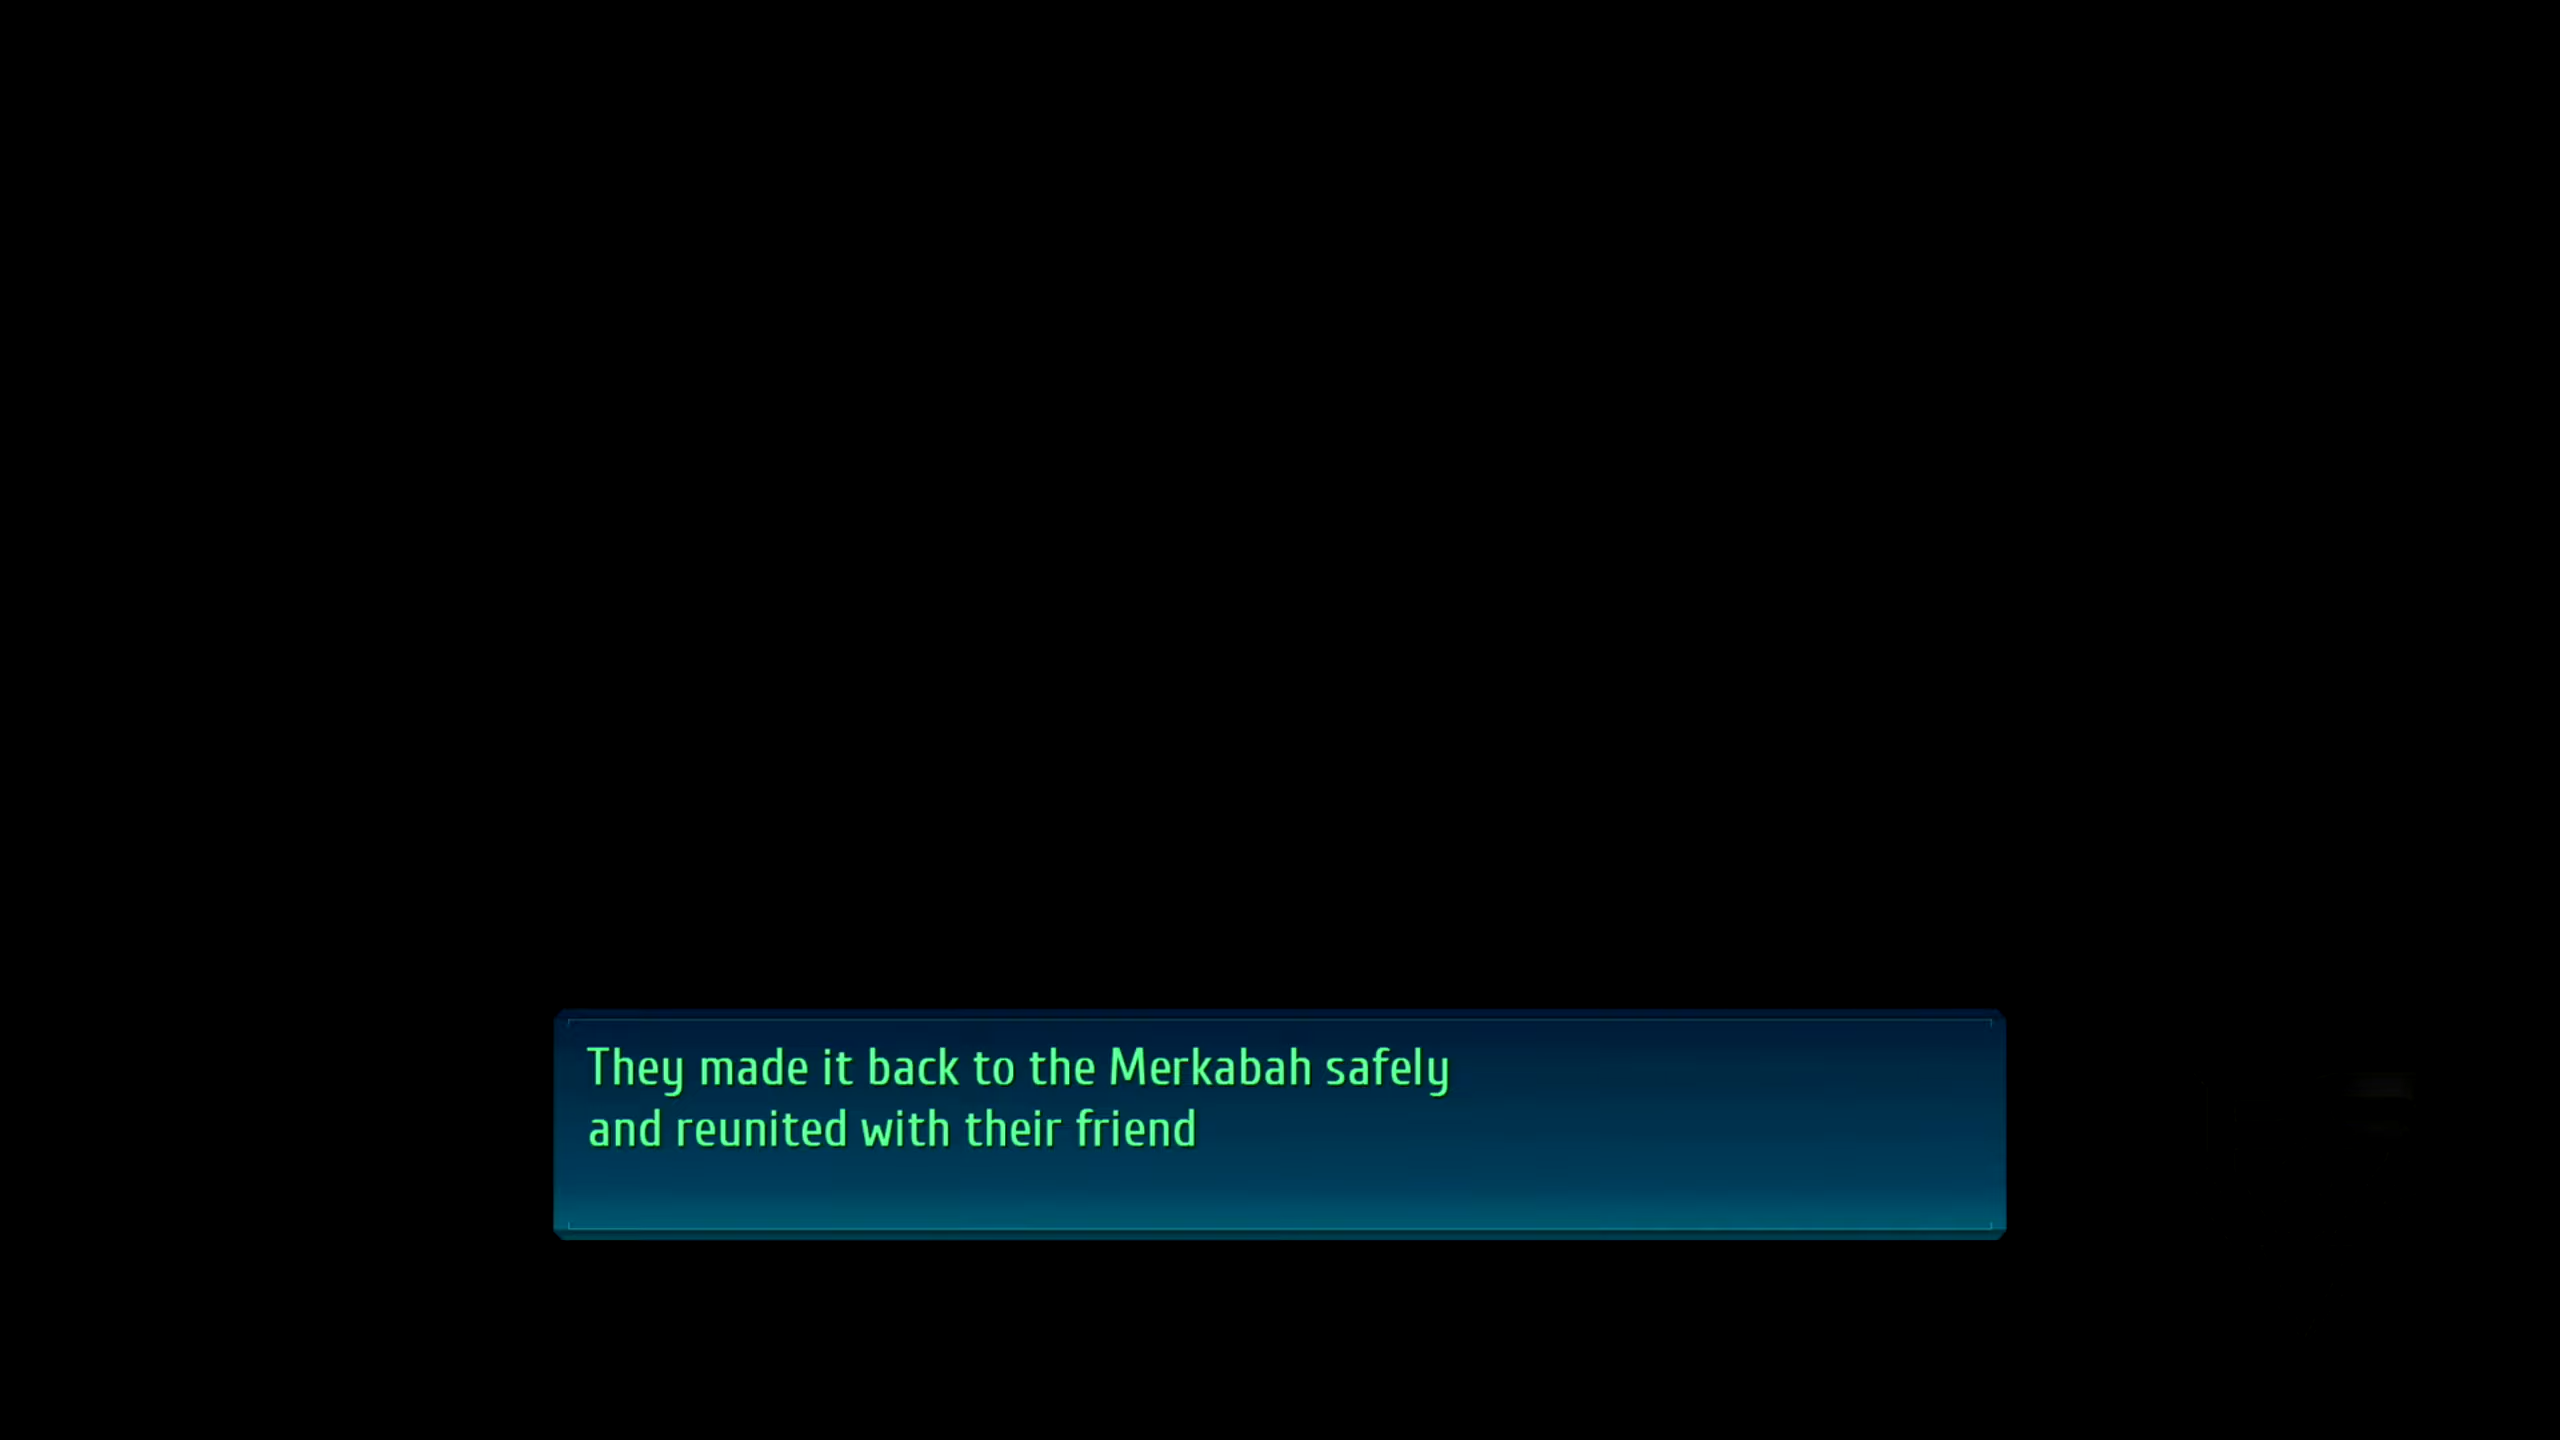 They made it back to the Merkabah safely
and reunited with their friend